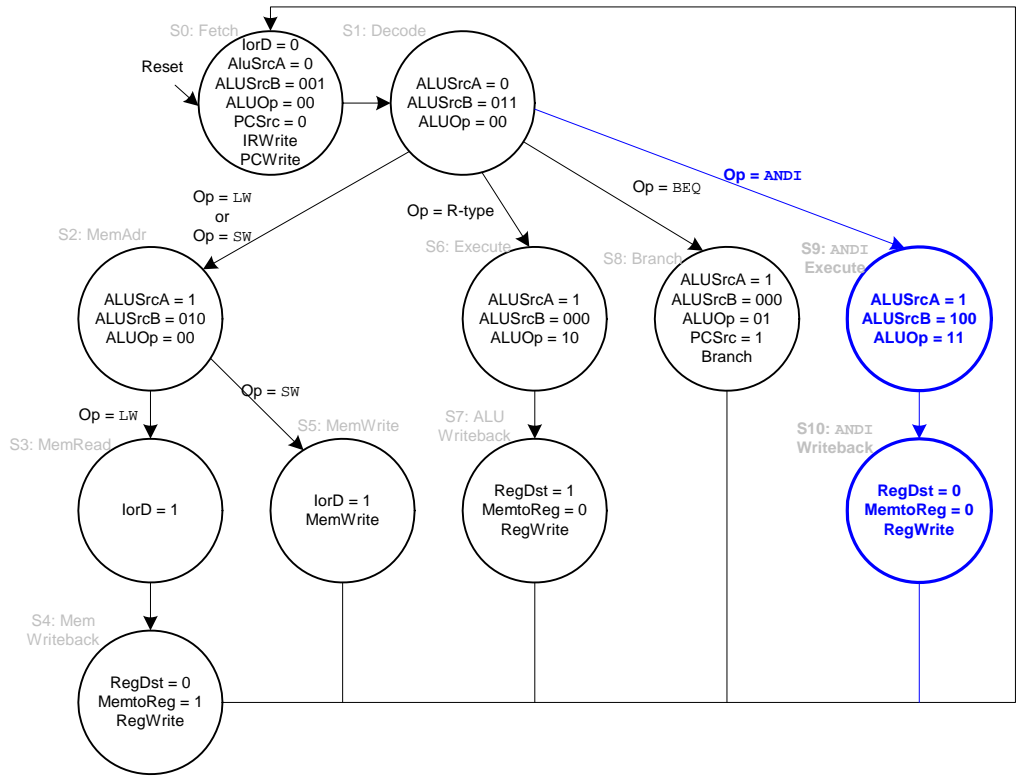 S0: Fetch
IorD = 0
AluSrcA = 0
ALUSrcB = 001
ALUOp = 00
PCSrc = 0
IRWrite
PCWrite
Reset
S1: Decode
ALUSrcA = 0
ALUSrcB = 011
ALUOp = 00
Op = LW
or
Op = SW
Op = R-type
Op = BEQ
Op = ANDI
S2: MemAdr
ALUSrcA = 1
ALUSrcB = 010
ALUOp = 00
S6: Execute
ALUSrcA = 1
ALUSrcB = 000
ALUOp = 10
S8: Branch
ALUSrcA = 1
ALUSrcB = 000
ALUOp = 01
PCSrc = 1
Branch
S9: ANDI
Execute
ALUSrcA = 1
ALUSrcB = 100
ALUOp = 11
Op = LW
Op = SW
S3: MemRead
IorD = 1
S5: MemWrite
IorD = 1
MemWrite
S7: ALU
Writeback
RegDst = 1
MemtoReg = 0
RegWrite
S10: ANDI
Writeback
RegDst = 0
MemtoReg = 0
RegWrite
S4: Mem
Writeback
RegDst = 0
MemtoReg = 1
RegWrite